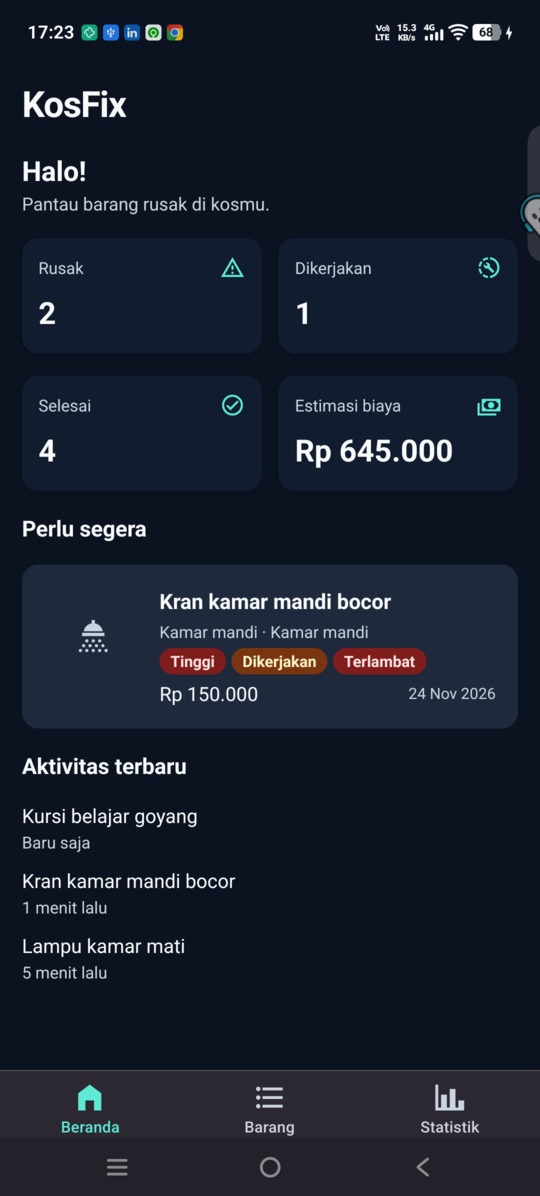 17:23
Vo) LTE 15.3 KB/s 4G 68
KosFix
Halo!
Pantau barang rusak di kosmu.
Rusak
2
Dikerjakan
1
Selesai
4
Estimasi biaya
Rp 645.000
Perlu segera
Kran kamar mandi bocor
Kamar mandi · Kamar mandi
Tinggi Dikerjakan Terlambat
Rp 150.000 24 Nov 2026
Aktivitas terbaru
Kursi belajar goyang
Baru saja
Kran kamar mandi bocor
1 menit lalu
Lampu kamar mati
5 menit lalu
Beranda Barang Statistik